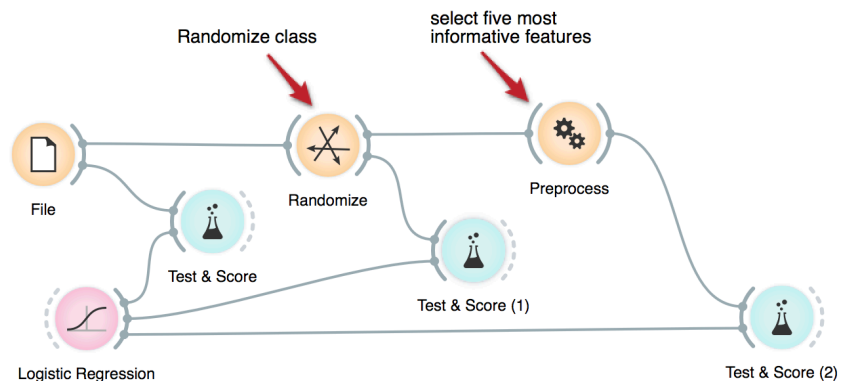 Randomize class
select five most
informative features
File
Randomize
Preprocess
Test & Score
Test & Score (1)
Logistic Regression
Test & Score (2)